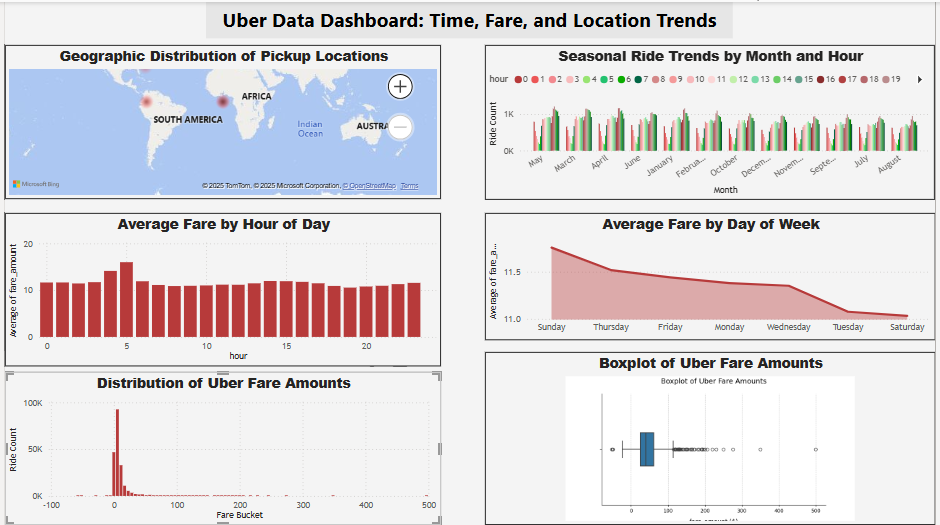 Uber Data Dashboard: Time, Fare, and Location Trends
Geographic Distribution of Pickup Locations
AFRICA
SOUTH AMERICA
Indian
Ocean
AUSTRA
Microsoft Bing
© 2025 TomTom, © 2025 Microsoft Corporation, © OpenStreetMap Terms
Seasonal Ride Trends by Month and Hour
hour 0 1 2 3 4 5 6 7 8 9 10 11 12 13 14 15 16 17 18 19
Ride Count
1K
0K
May March April June January Februa... October Decem... Novem... Septe... July August
Month
Average Fare by Hour of Day
Average of fare_amount
20
10
0
0 5 10 15 20
hour
Average Fare by Day of Week
Average of fare_a...
11.5
11.0
Sunday Thursday Friday Monday Wednesday Tuesday Saturday
Distribution of Uber Fare Amounts
Ride Count
100K
50K
0K
-100 0 100 200 300 400 500
Fare Bucket
Boxplot of Uber Fare Amounts
Boxplot of Uber Fare Amounts
0 100 200 300 400 500